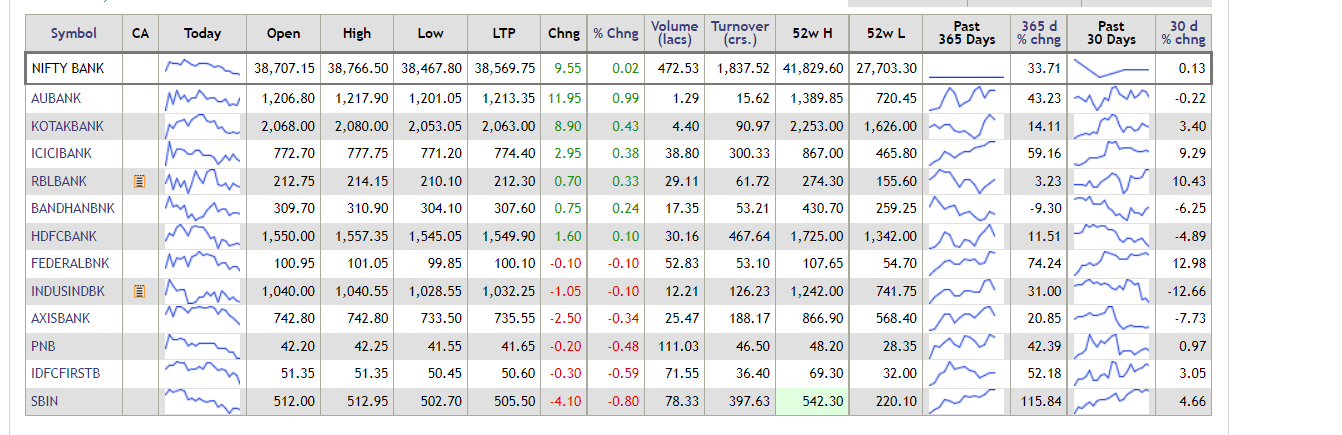 Symbol CA Today Open High Low LTP Chng % Chng Volume (lacs) Turnover (crs.) 52w H 52w L Past 365 Days 365 d % chng Past 30 Days 30 d % chng
NIFTY BANK 38,707.15 38,766.50 38,467.80 38,569.75 9.55 0.02 472.53 1,837.52 41,829.60 27,703.30 33.71 0.13
AUBANK 1,206.80 1,217.90 1,201.05 1,213.35 11.95 0.99 1.29 15.62 1,389.85 720.45 43.23 -0.22
KOTAKBANK 2,068.00 2,080.00 2,053.05 2,063.00 8.90 0.43 4.40 90.97 2,253.00 1,626.00 14.11 3.40
ICICIBANK 772.70 777.75 771.20 774.40 2.95 0.38 38.80 300.33 867.00 465.80 59.16 9.29
RBLBANK 212.75 214.15 210.10 212.30 0.70 0.33 29.11 61.72 274.30 155.60 3.23 10.43
BANDHANBNK 309.70 310.90 304.10 307.60 0.75 0.24 17.35 53.21 430.70 259.25 -9.30 -6.25
HDFCBANK 1,550.00 1,557.35 1,545.05 1,549.90 1.60 0.10 30.16 467.64 1,725.00 1,342.00 11.51 -4.89
FEDERALBNK 100.95 101.05 99.85 100.10 -0.10 -0.10 52.83 53.10 107.65 54.70 74.24 12.98
INDUSINDBK 1,040.00 1,040.55 1,028.55 1,032.25 -1.05 -0.10 12.21 126.23 1,242.00 741.75 31.00 -12.66
AXISBANK 742.80 742.80 733.50 735.55 -2.50 -0.34 25.47 188.17 866.90 568.40 20.85 -7.73
PNB 42.20 42.25 41.55 41.65 -0.20 -0.48 111.03 46.50 48.20 28.35 42.39 0.97
IDFCFIRSTB 51.35 51.35 50.45 50.60 -0.30 -0.59 71.55 36.40 69.30 32.00 52.18 3.05
SBIN 512.00 512.95 502.70 505.50 -4.10 -0.80 78.33 397.63 542.30 220.10 115.84 4.66